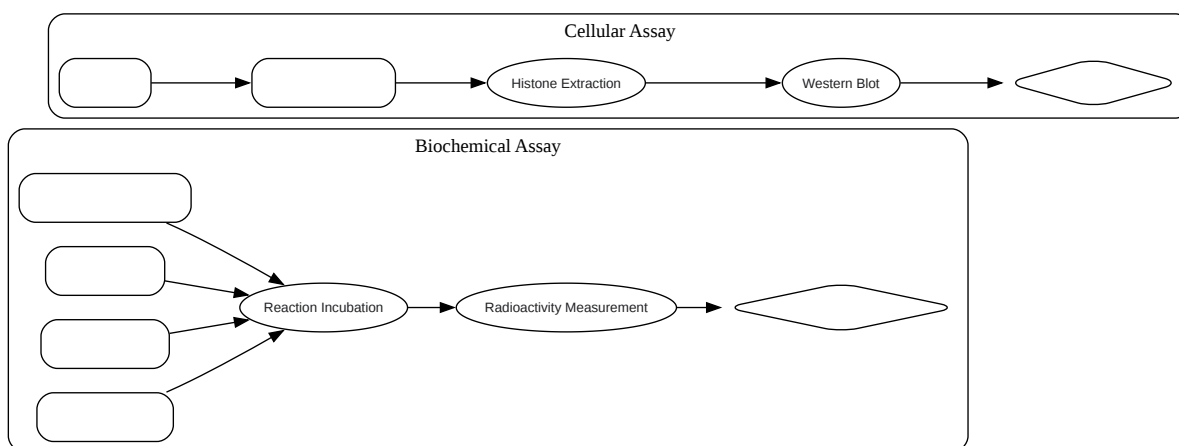 Cellular Assay
Histone Extraction
Western Blot
Biochemical Assay
Reaction Incubation
Radioactivity Measurement